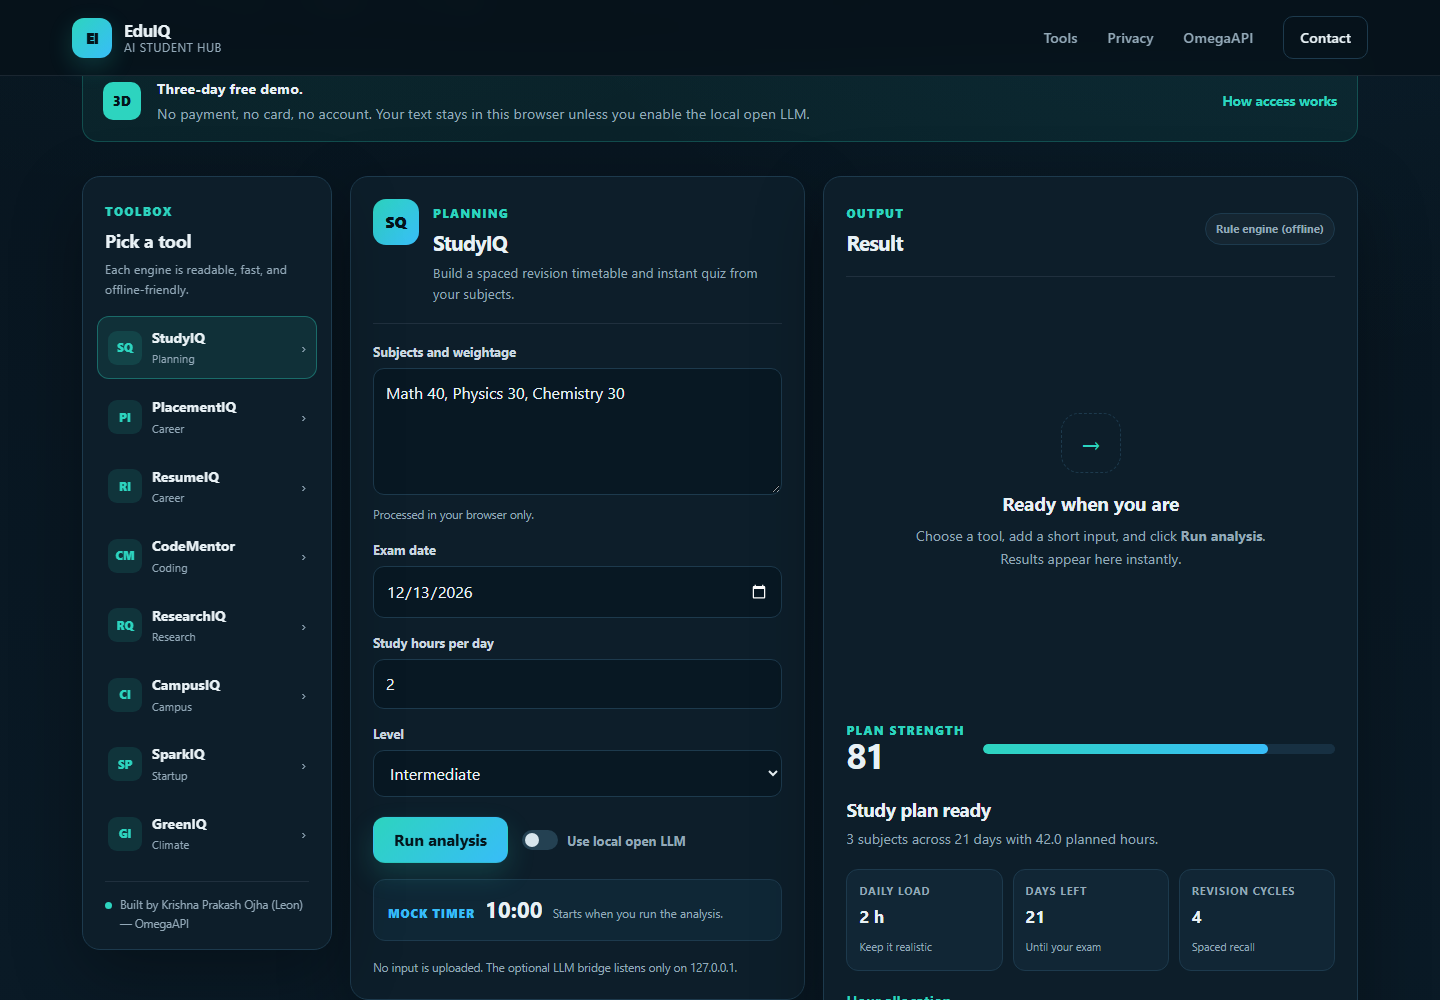 EI
EduIQ
AI STUDENT HUB
Tools
Privacy
OmegaAPI
Contact
3D
Three-day free demo.
No payment, no card, no account. Your text stays in this browser unless you enable the local open LLM.
How access works
TOOLBOX
Pick a tool
Each engine is readable, fast, and
offline-friendly.
SQ
StudyIQ
Planning
PI
PlacementIQ
Career
RI
ResumeIQ
Career
CM
CodeMentor
Coding
RQ
ResearchIQ
Research
CI
CampusIQ
Campus
SP
SparkIQ
Startup
GI
GreenIQ
Climate
Built by Krishna Prakash Ojha (Leon)
— OmegaAPI
SQ
PLANNING
StudyIQ
Build a spaced revision timetable and instant quiz from
your subjects.
Subjects and weightage
Math 40, Physics 30, Chemistry 30
Processed in your browser only.
Exam date
12/13/2026
Study hours per day
2
Level
Intermediate
Run analysis
Use local open LLM
MOCK TIMER 10:00 Starts when you run the analysis.
No input is uploaded. The optional LLM bridge listens only on 127.0.0.1.
OUTPUT
Result
Rule engine (offline)
→
Ready when you are
Choose a tool, add a short input, and click Run analysis.
Results appear here instantly.
PLAN STRENGTH
81
Study plan ready
3 subjects across 21 days with 42.0 planned hours.
DAILY LOAD
2 h
Keep it realistic
DAYS LEFT
21
Until your exam
REVISION CYCLES
4
Spaced recall
Hour allocation